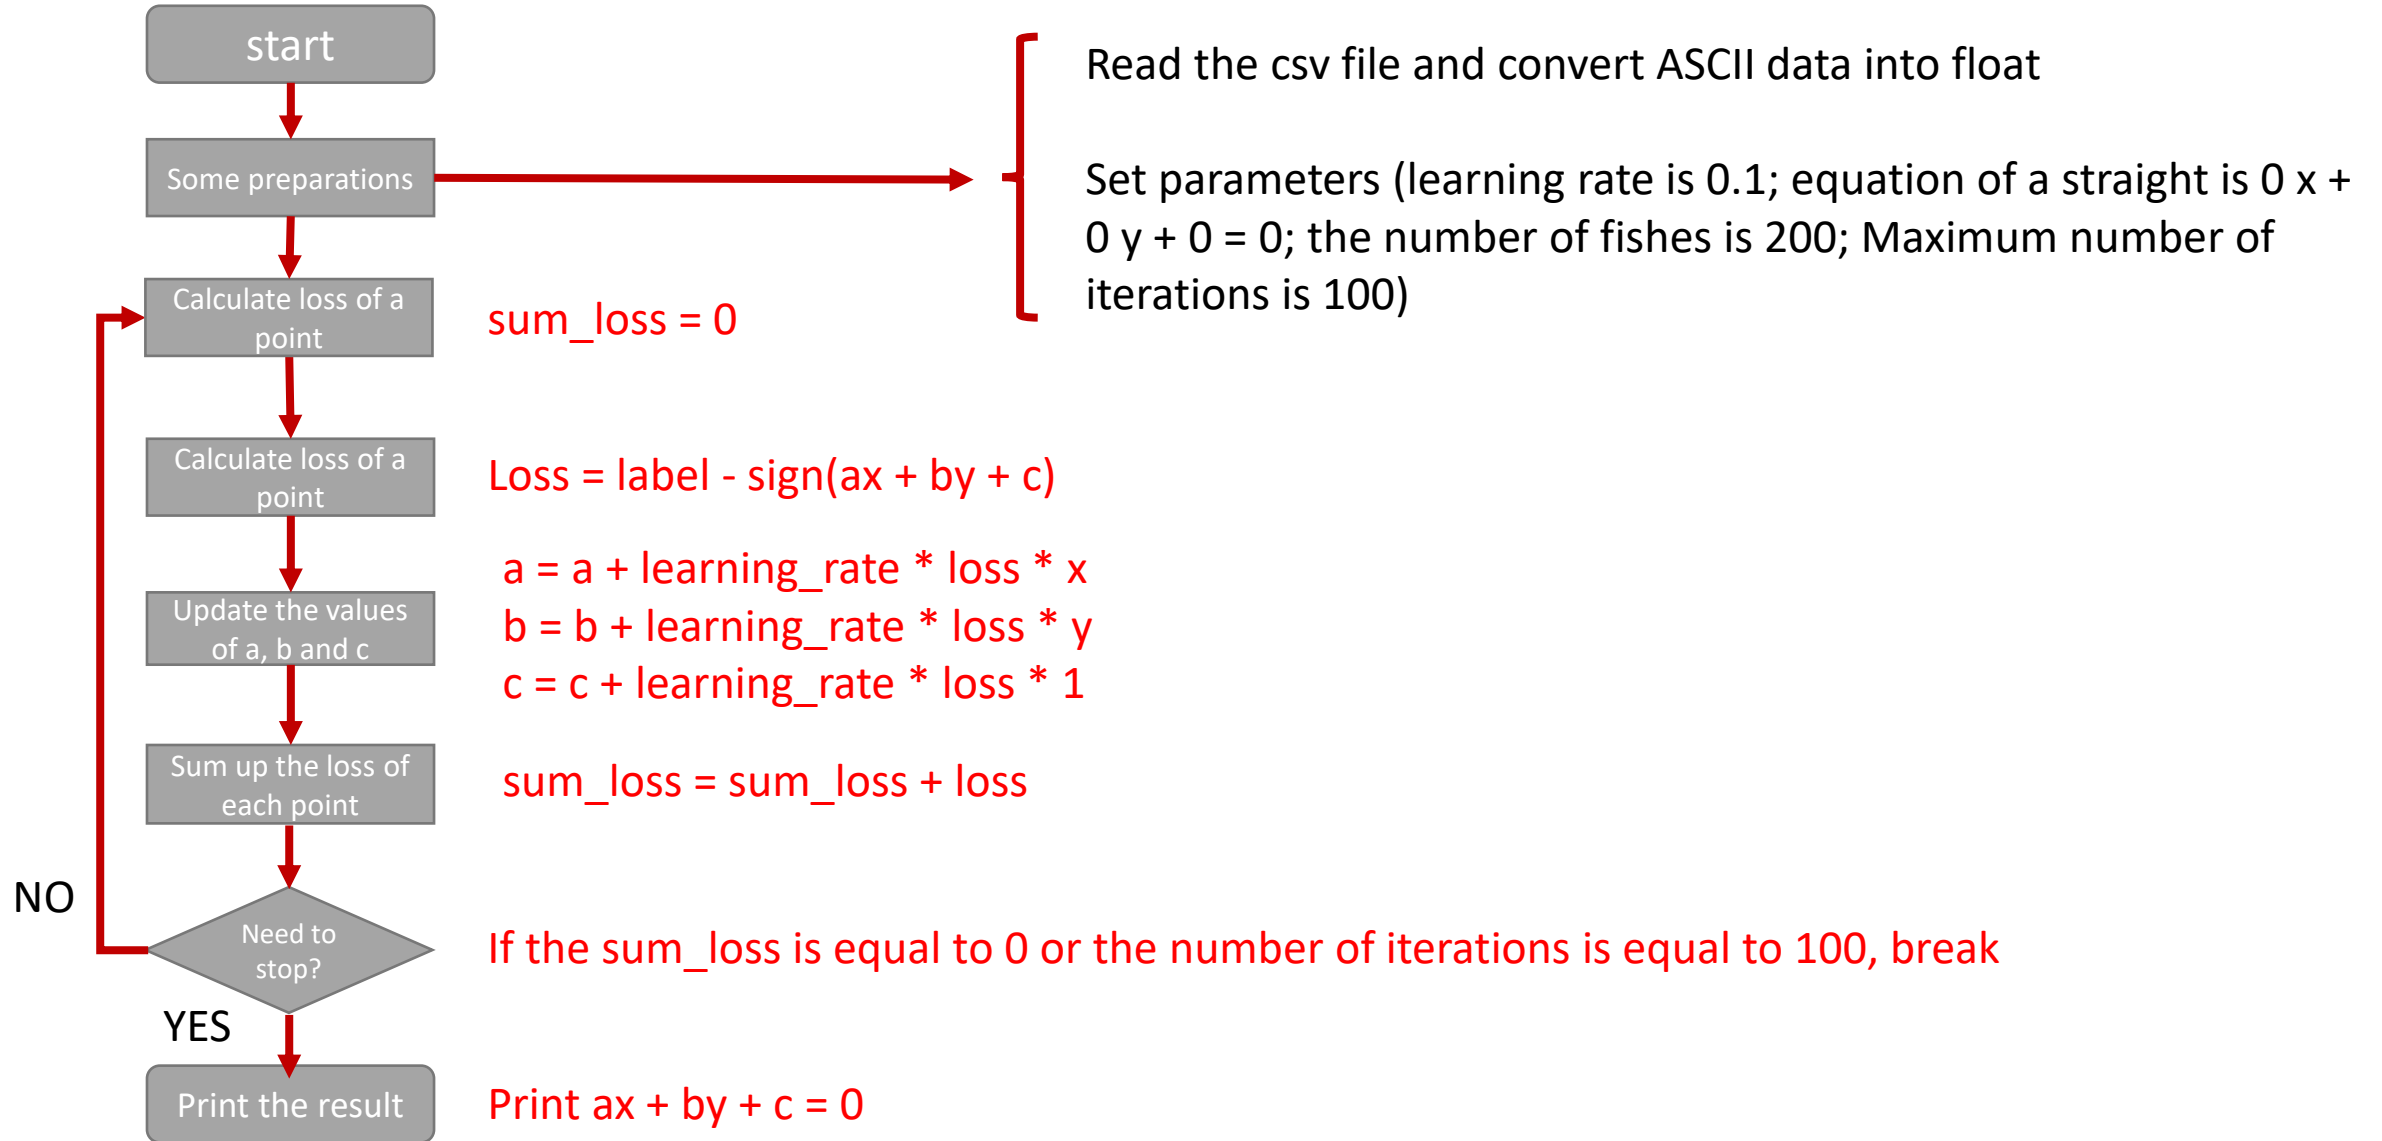 start
Some preparations
Read the csv file and convert ASCII data into float
Set parameters (learning rate is 0.1; equation of a straight is 0 x +
0 y + 0 = 0; the number of fishes is 200; Maximum number of
iterations is 100)
Calculate loss of a
point
sum_loss = 0
Calculate loss of a
point
Loss = label - sign(ax + by + c)
Update the values
of a, b and c
a = a + learning_rate * loss * x
b = b + learning_rate * loss * y
c = c + learning_rate * loss * 1
Sum up the loss of
each point
sum_loss = sum_loss + loss
NO
Need to
stop?
If the sum_loss is equal to 0 or the number of iterations is equal to 100, break
YES
Print the result
Print ax + by + c = 0